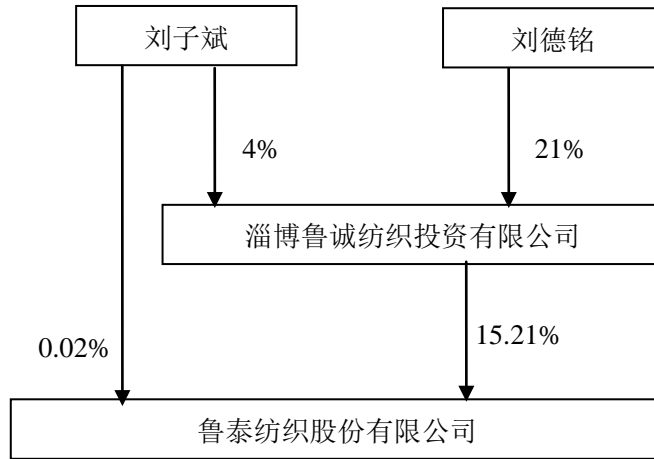 刘子斌
刘德铭
4%
21%
淄博鲁诚纺织投资有限公司
0.02%
15.21%
鲁泰纺织股份有限公司